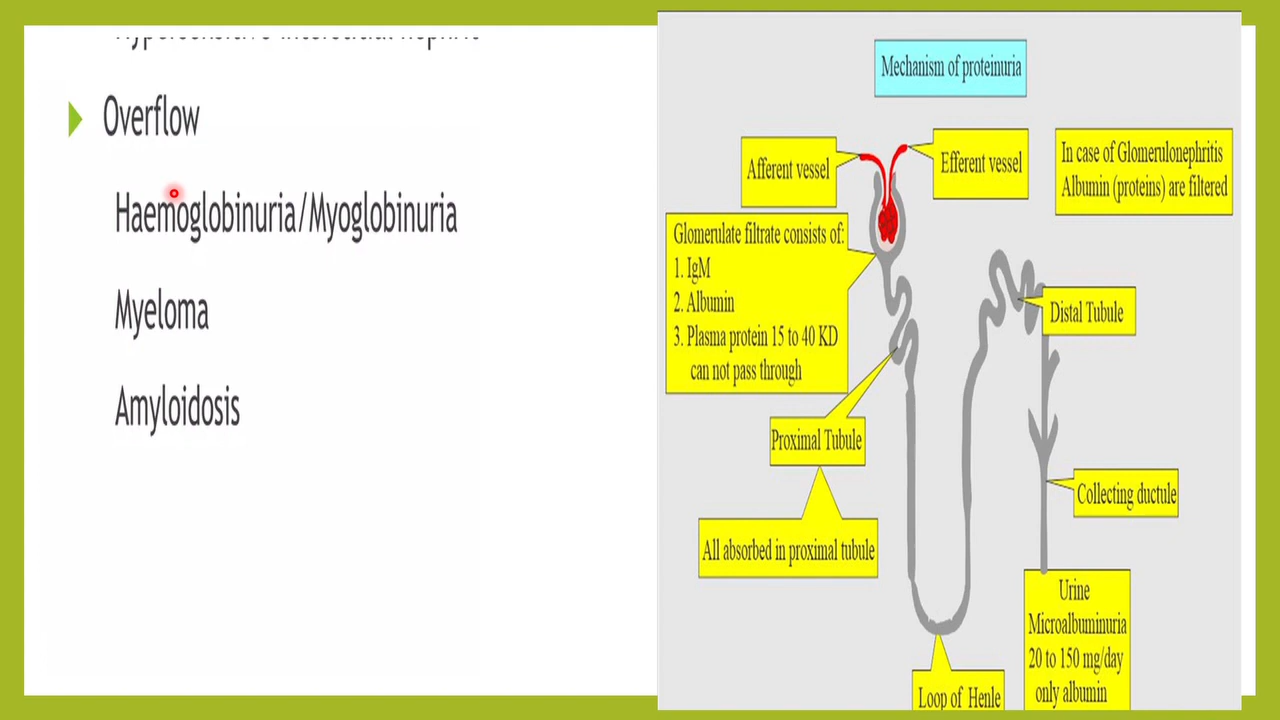 Overflow
Haemoglobinuria/Myoglobinuria
Myeloma
Amyloidosis
Mechanism of proteinuria
Afferent vessel
Efferent vessel
In case of Glomerulonephritis
Albumin (proteins) are filtered
Glomerulate filtrate consists of:
1. IgM
2. Albumin
3. Plasma protein 15 to 40 KD
can not pass through
Distal Tubule
Proximal Tubule
Collecting ductule
All absorbed in proximal tubule
Urine
Microalbuminuria
20 to 150 mg/day
only albumin
Loop of Henle